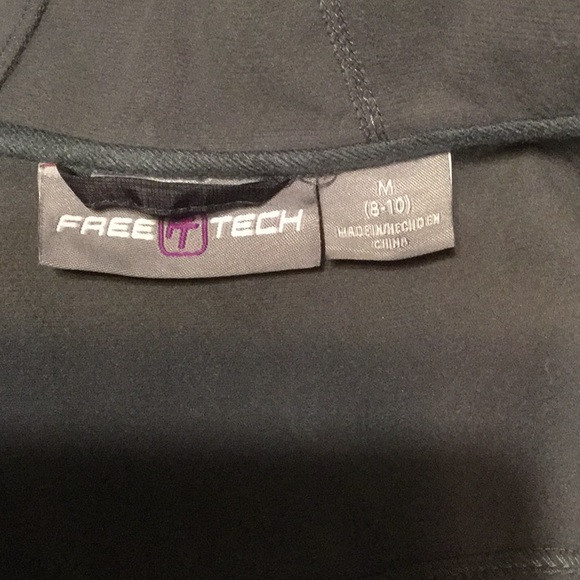 FREE T TECH
M
(8-10)
MADE IN/HECHO EN
CHINA